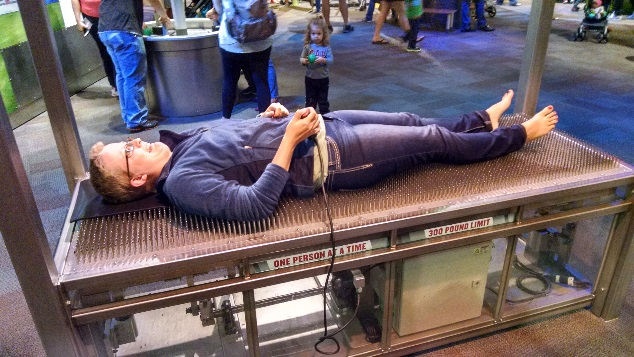 ONE PERSON AT A TIME
300 POUND LIMIT